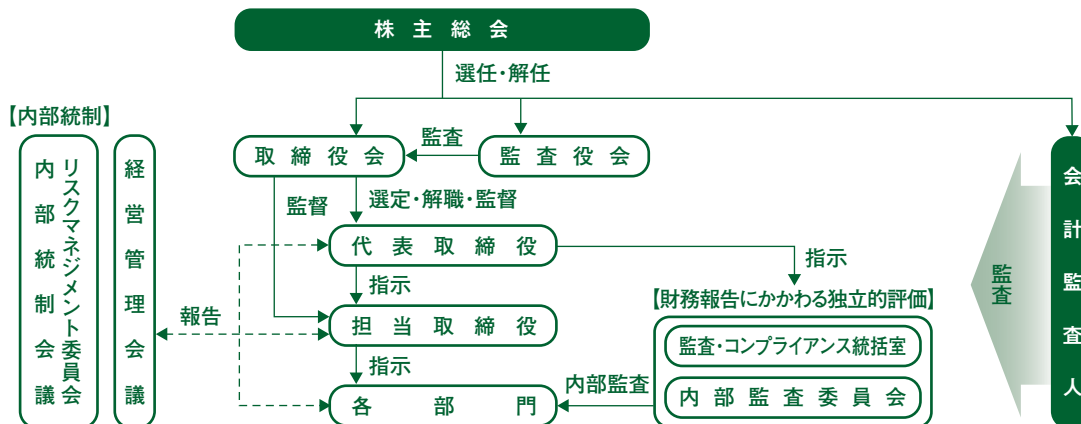 株主総会
選任・解任
【内部統制】
リスクマネジメント委員会
内部統制会議
経営管理会議
取締役会
監査
監査役会
監督
選定・解職・監督
代表取締役
指示
指示
【財務報告にかかわる独立的評価】
報告
担当取締役
監査・コンプライアンス統括室
指示
内部監査
内部監査委員会
各部門
監査
会計監査人